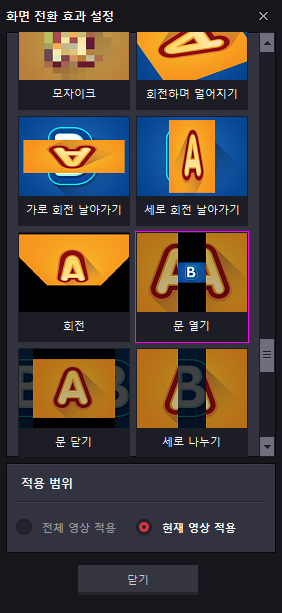 화면 전환 효과 설정
모자이크
회전하며 멀어지기
B
A
가로 회전 날아가기
A
세로 회전 날아가기
A
회전
A
B
문 열기
B
A
B
문 닫기
A
B
세로 나누기
적용 범위
전체 영상 적용
현재 영상 적용
닫기